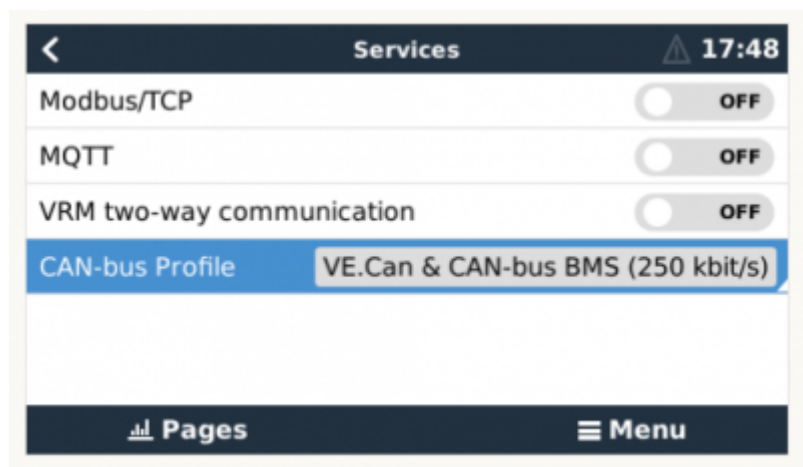 Services 17:48
Modbus/TCP OFF
MQTT OFF
VRM two-way communication OFF
CAN-bus Profile VE.Can & CAN-bus BMS (250 kbit/s)
Pages Menu